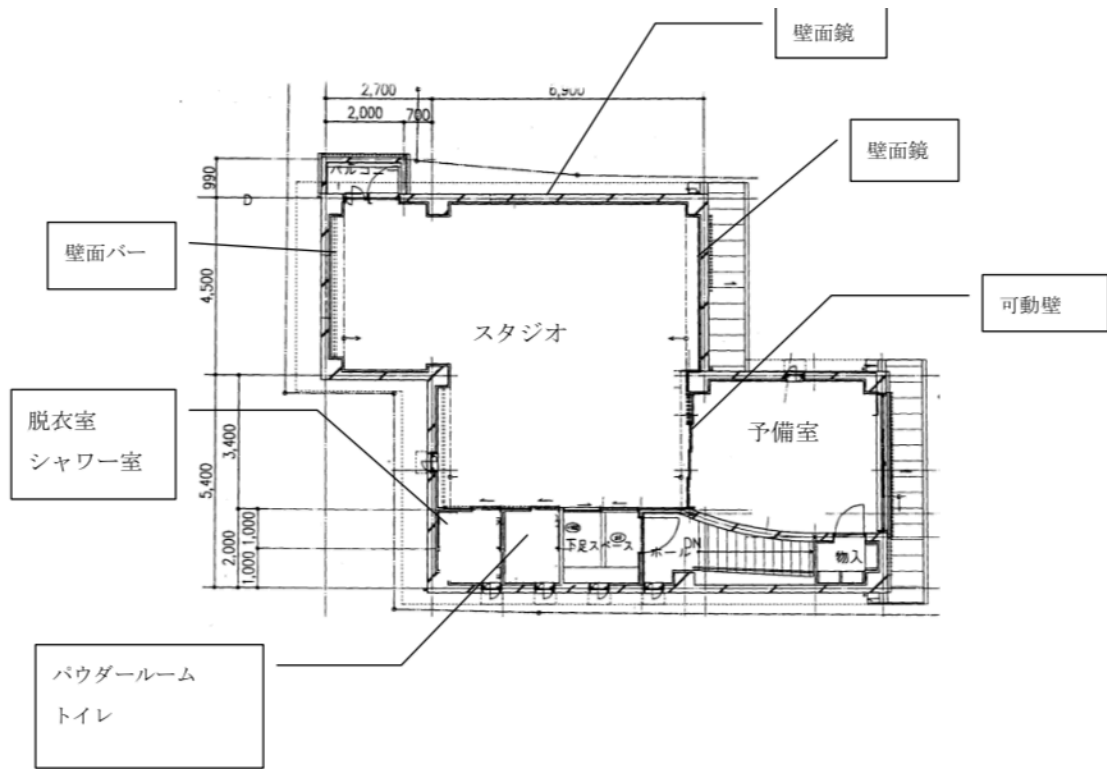 壁面鏡
2,700
6,900
2,000
700
壁面鏡
990
バルコニー
D
壁面バー
4,500
可動壁
スタジオ
脱衣室
シャワー室
予備室
3,400
5,400
2,000
1,000
1,000
下足スペース
ホール
DN
物入
パウダールーム
トイレ